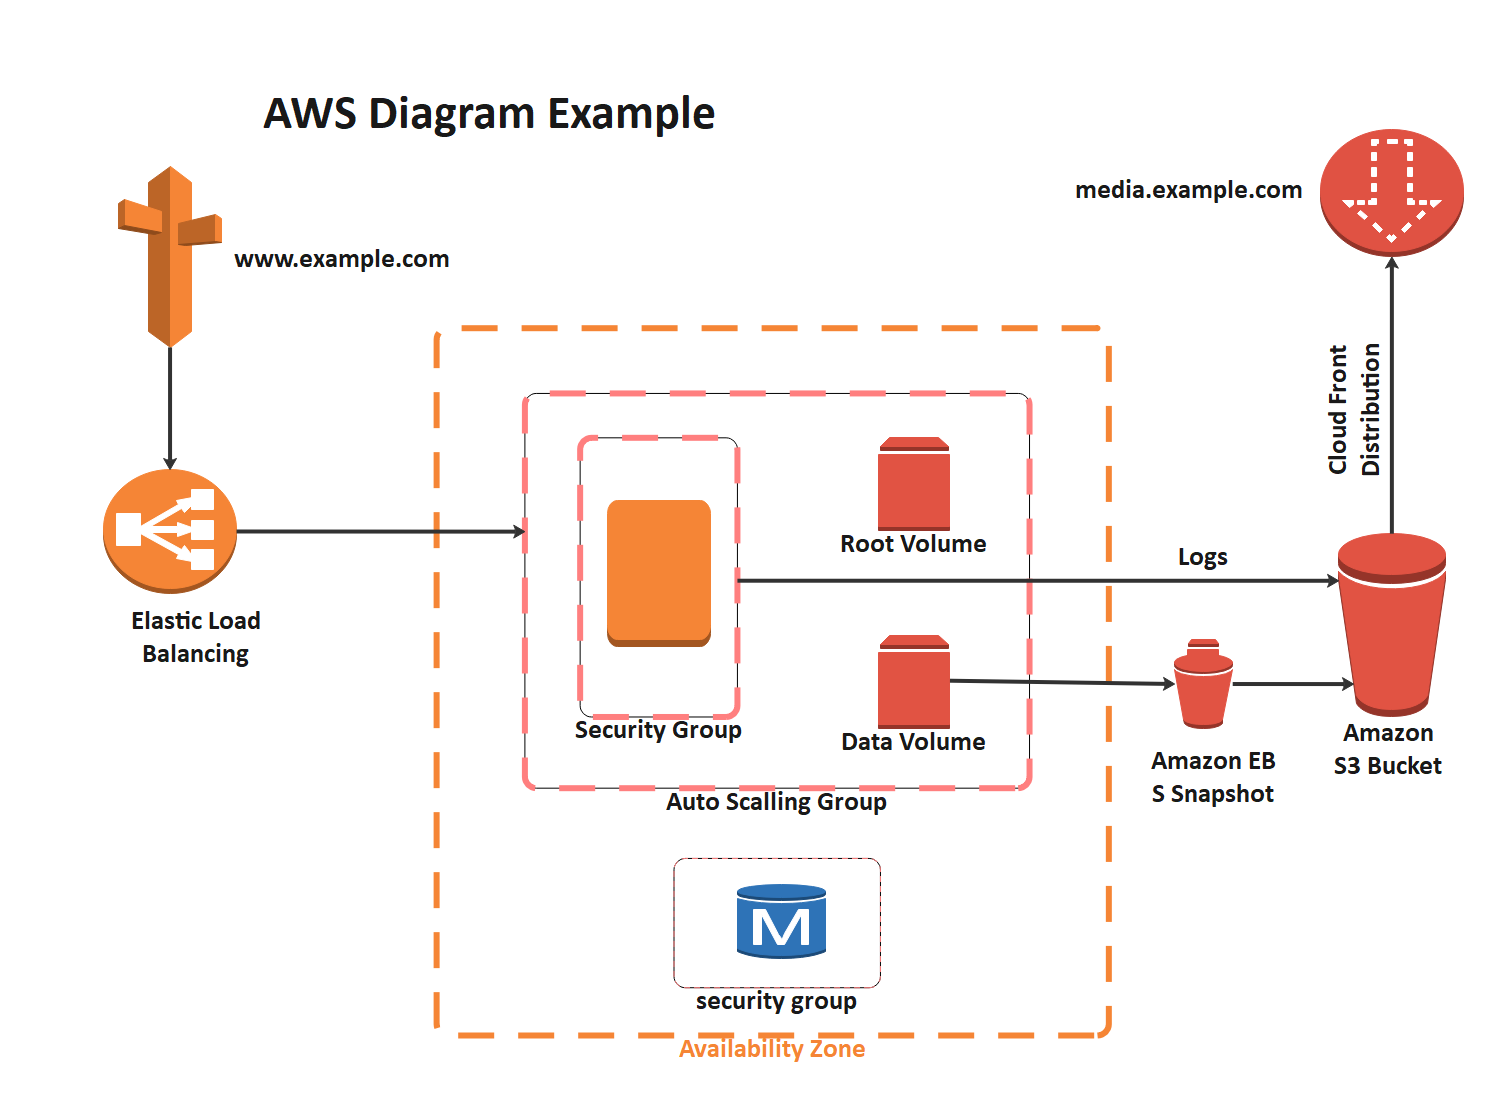 AWS Diagram Example
media.example.com
www.example.com
Cloud Front
Distribution
Root Volume
Logs
Elastic Load
Balancing
Security Group
Data Volume
Amazon
S3 Bucket
Amazon EB
S Snapshot
Auto Scalling Group
M
security group
Availability Zone